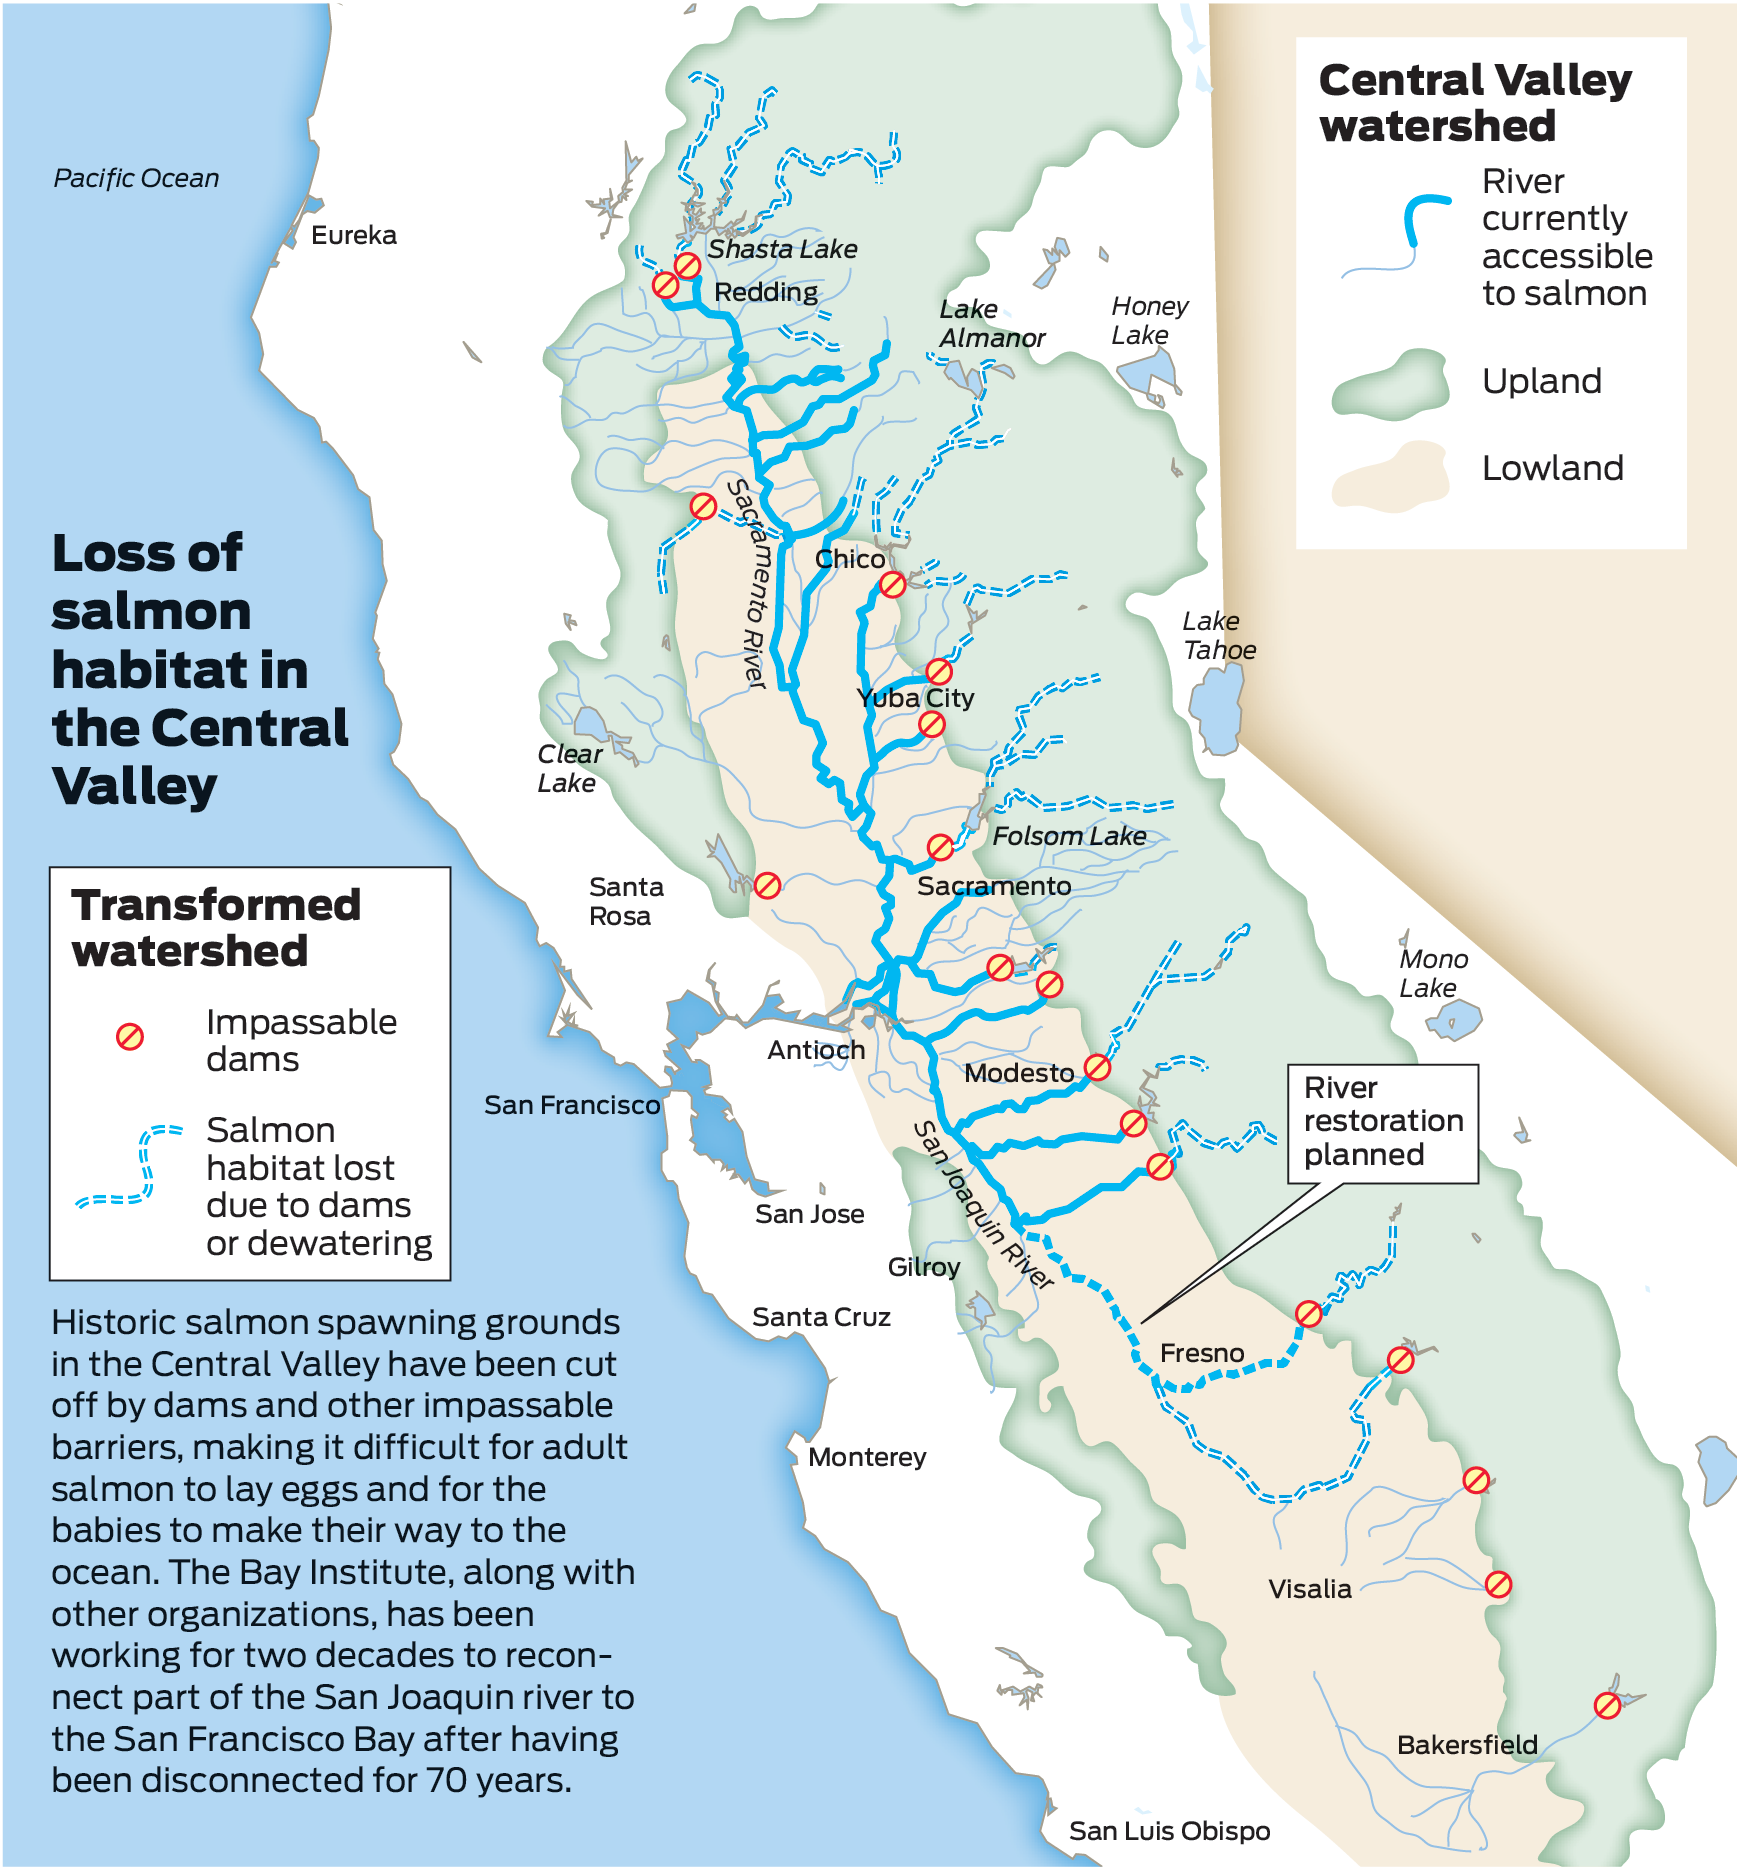 Pacific Ocean
Eureka
Shasta Lake
Redding
Lake
Almanor
Honey
Lake
Central Valley
watershed
River
currently
accessible
to salmon
Upland
Lowland
Loss of
salmon
habitat in
the Central
Valley
Sacramento River
Chico
Lake
Tahoe
Yuba City
Clear
Lake
Folsom Lake
Sacramento
Santa
Rosa
Transformed
watershed
Impassable
dams
Salmon
habitat lost
due to dams
or dewatering
Mono
Lake
Antioch
Modesto
San Francisco
River
restoration
planned
San Joaquin River
San Jose
Gilroy
Santa Cruz
Fresno
Monterey
Visalia
Bakersfield
San Luis Obispo
Historic salmon spawning grounds
in the Central Valley have been cut
off by dams and other impassable
barriers, making it difficult for adult
salmon to lay eggs and for the
babies to make their way to the
ocean. The Bay Institute, along with
other organizations, has been
working for two decades to recon-
nect part of the San Joaquin river to
the San Francisco Bay after having
been disconnected for 70 years.